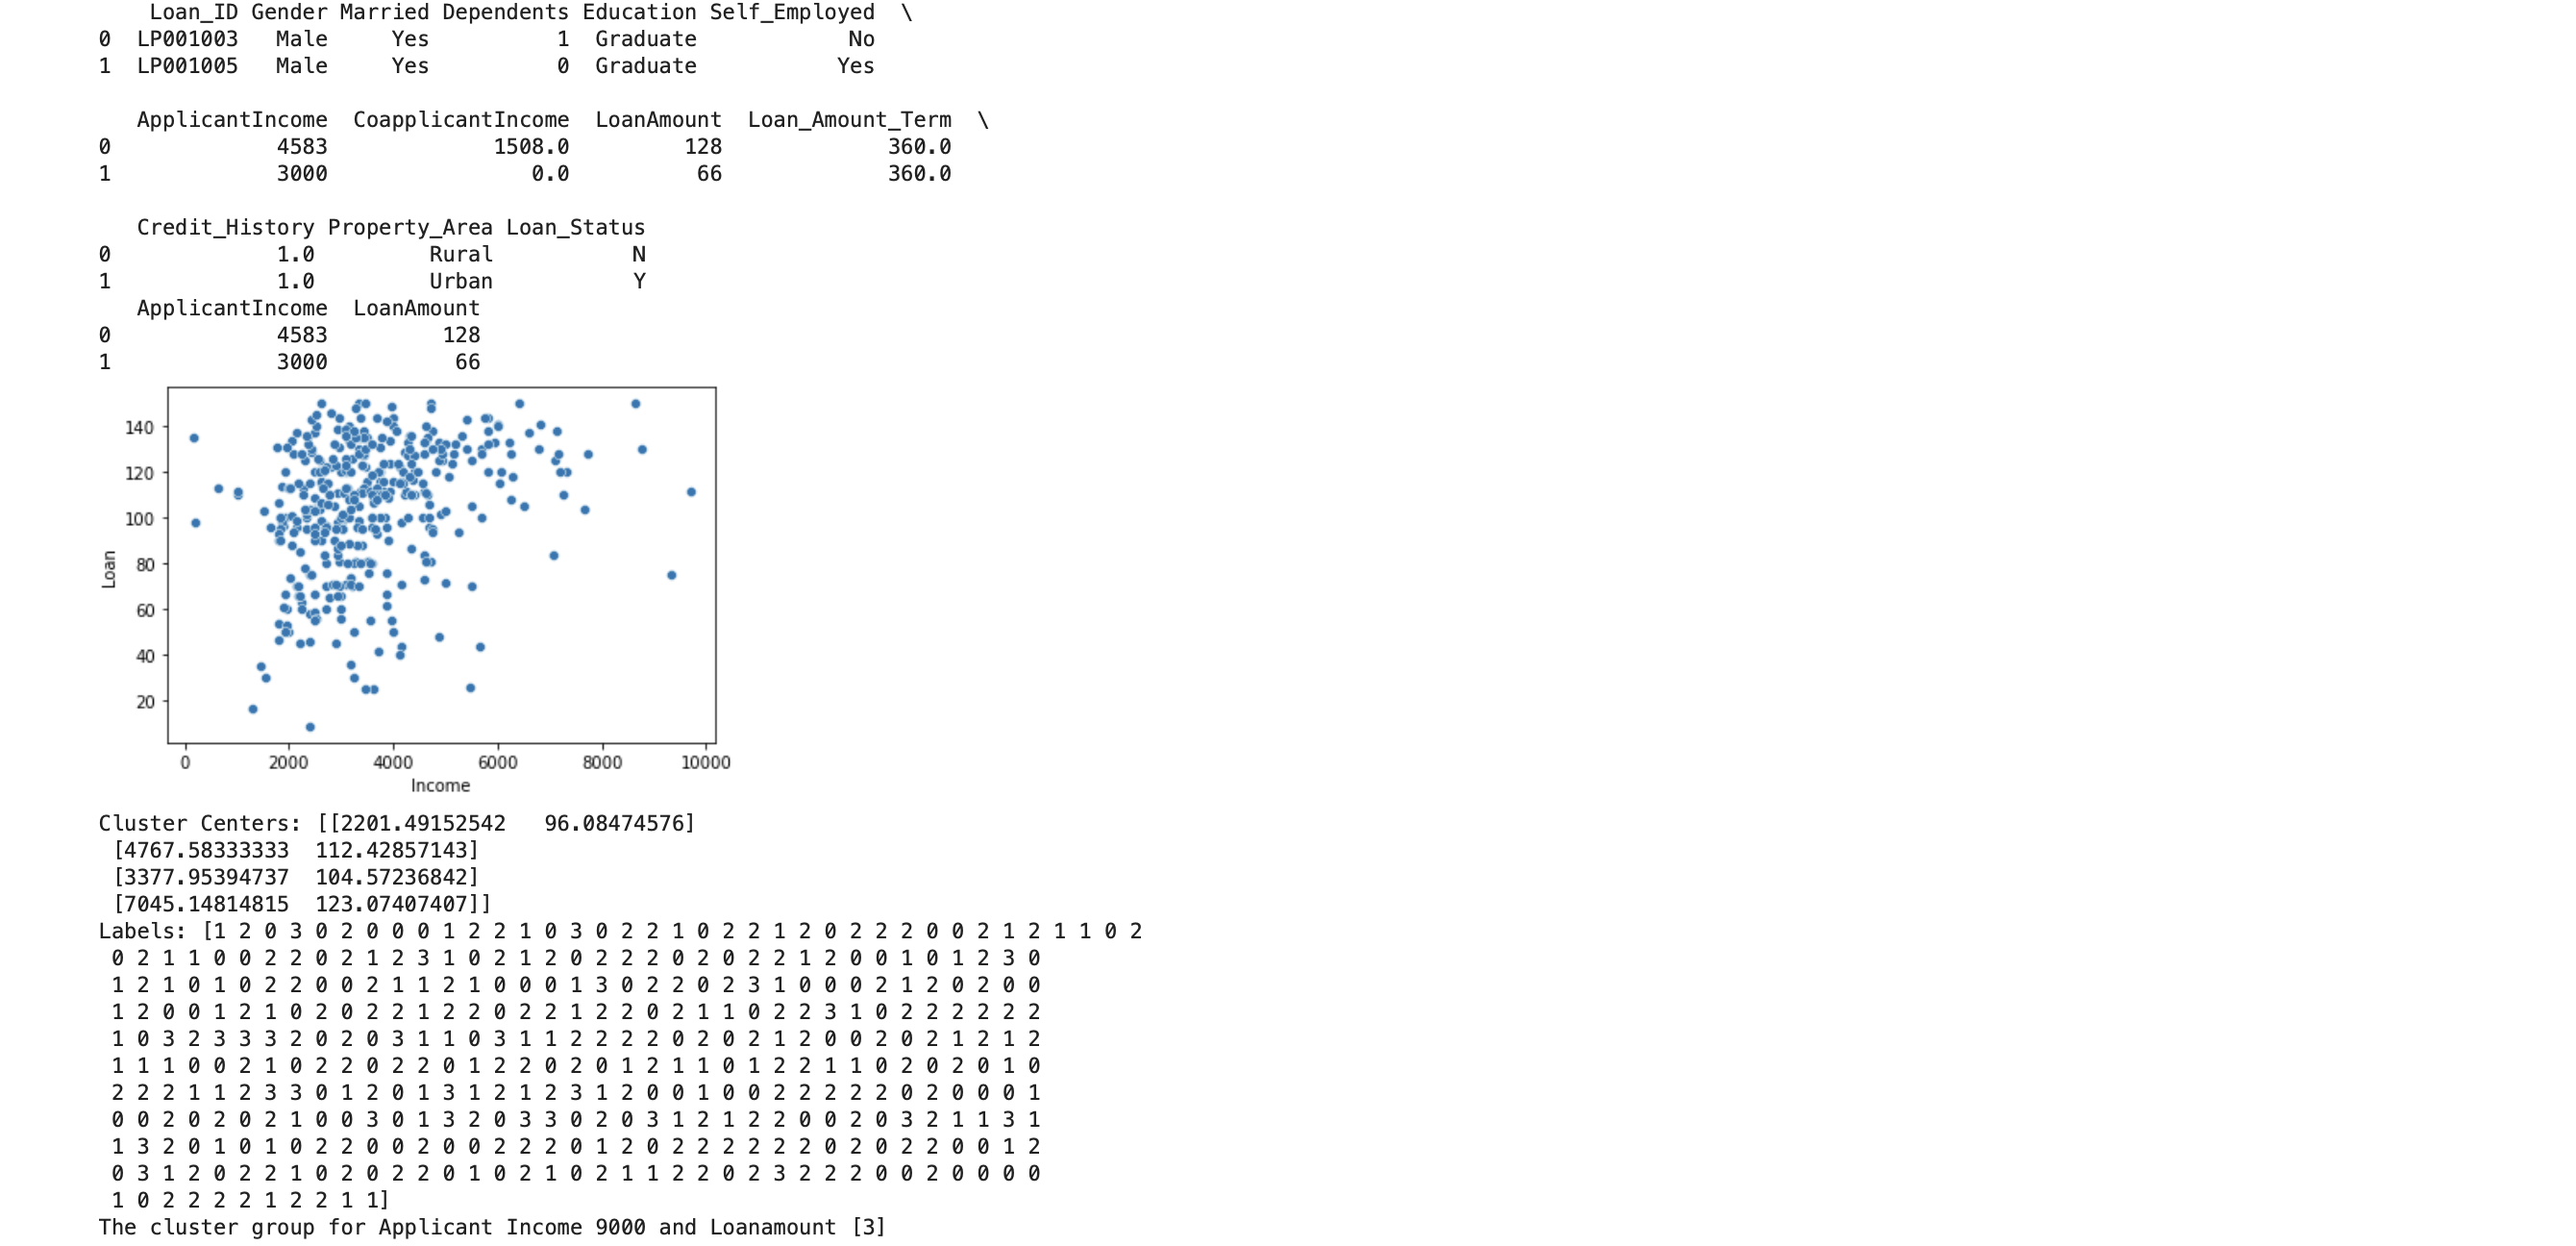 Loan_ID Gender Married Dependents Education Self_Employed \
0 LP001003 Male Yes 1 Graduate No
1 LP001005 Male Yes 0 Graduate Yes
ApplicantIncome CoapplicantIncome LoanAmount Loan_Amount_Term \
0 4583 1508.0 128 360.0
1 3000 0.0 66 360.0
Credit_History Property_Area Loan_Status
0 1.0 Rural N
1 1.0 Urban Y
ApplicantIncome LoanAmount
0 4583 128
1 3000 66
140
120
100
80
60
40
20
Loan
0 2000 4000 6000 8000 10000
Income
Cluster Centers: [[2201.49152542 96.08474576]
[4767.58333333 112.42857143]
[3377.95394737 104.57236842]
[7045.14814815 123.07407407]]
Labels: [1 2 0 3 0 2 0 0 0 1 2 2 1 0 3 0 2 2 1 0 2 2 1 2 0 2 2 2 0 0 2 1 2 1 1 0 2
0 2 1 1 0 0 2 2 0 2 1 2 3 1 0 2 1 2 0 2 2 2 0 2 0 2 2 1 2 0 0 1 0 1 2 3 0
1 2 1 0 1 0 2 2 0 0 2 1 1 2 1 0 0 0 1 3 0 2 2 0 2 3 1 0 0 0 2 1 2 0 2 0 0
1 2 0 0 1 2 1 0 2 0 2 2 1 2 2 0 2 2 1 2 2 0 2 1 1 0 2 2 3 1 0 2 2 2 2 2 2
1 0 3 2 3 3 3 2 0 2 0 3 1 1 0 3 1 1 2 2 2 2 0 2 0 2 1 2 0 0 2 0 2 1 2 1 2
1 1 1 0 0 2 1 0 2 2 0 2 2 0 1 2 2 0 2 0 1 2 1 1 0 1 2 2 1 1 0 2 0 2 0 1 0
2 2 2 1 1 2 3 3 0 1 2 0 1 3 1 2 1 2 3 1 2 0 0 1 0 0 2 2 2 2 2 0 2 0 0 0 1
0 0 2 0 2 0 2 1 0 0 3 0 1 3 2 0 3 3 0 2 0 3 1 2 1 2 2 0 0 2 0 3 2 1 1 3 1
1 3 2 0 1 0 1 0 2 2 0 0 2 0 0 2 2 2 0 1 2 0 2 2 2 2 2 2 0 2 0 2 2 0 0 1 2
0 3 1 2 0 2 2 1 0 2 0 2 2 0 1 0 2 1 0 2 1 1 2 2 0 2 3 2 2 2 0 0 2 0 0 0 0
1 0 2 2 2 2 1 2 2 1 1]
The cluster group for Applicant Income 9000 and Loanamount [3]